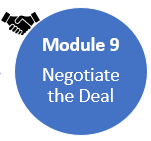 Module 9
Negotiate
the Deal